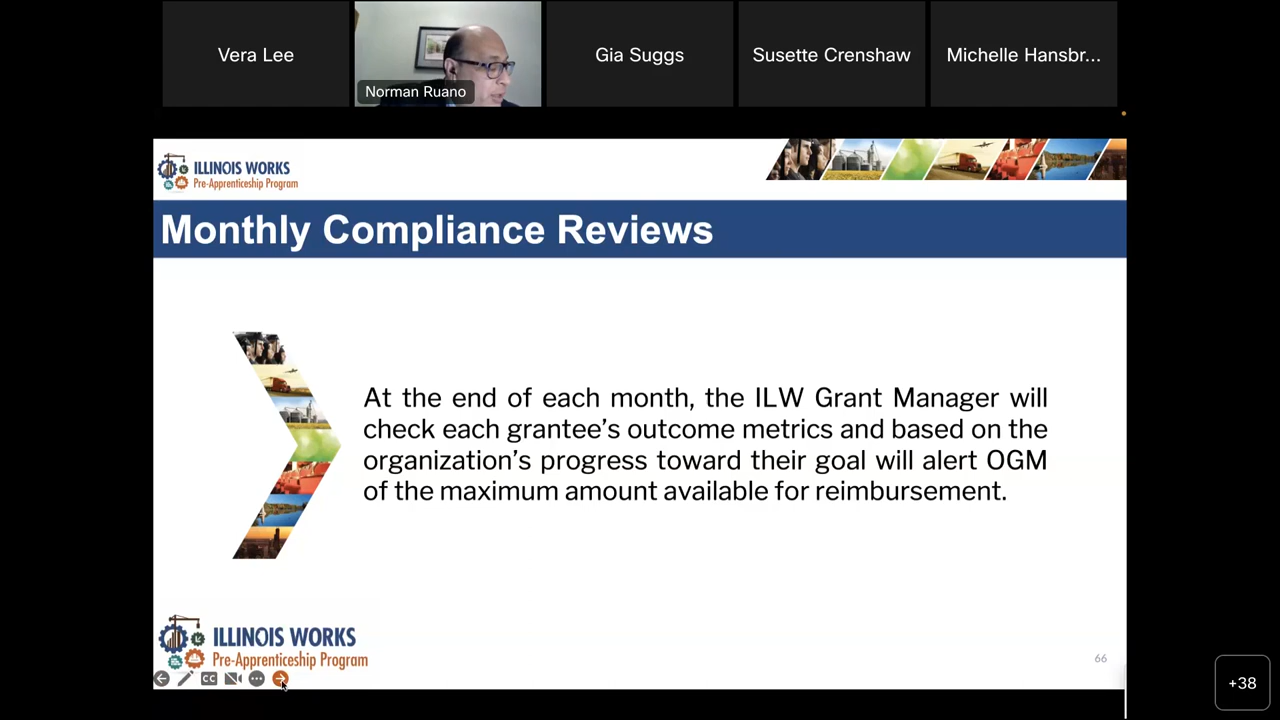 Vera Lee
Norman Ruano
Gia Suggs
Susette Crenshaw
Michelle Hansbr...
ILLINOIS WORKS
Pre-Apprenticeship Program
Monthly Compliance Reviews
At the end of each month, the ILW Grant Manager will
check each grantee’s outcome metrics and based on the
organization’s progress toward their goal will alert OGM
of the maximum amount available for reimbursement.
ILLINOIS WORKS
Pre-Apprenticeship Program
66
CC
+38